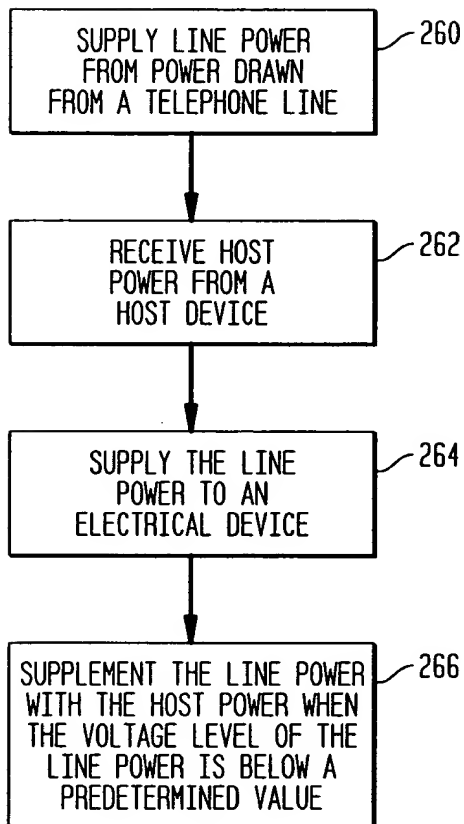 SUPPLY LINE POWER
FROM POWER DRAWN
FROM A TELEPHONE LINE
260
RECEIVE HOST
POWER FROM A
HOST DEVICE
262
SUPPLY THE LINE
POWER TO AN
ELECTRICAL DEVICE
264
SUPPLEMENT THE LINE POWER
WITH THE HOST POWER WHEN
THE VOLTAGE LEVEL OF THE
LINE POWER IS BELOW A
PREDETERMINED VALUE
266